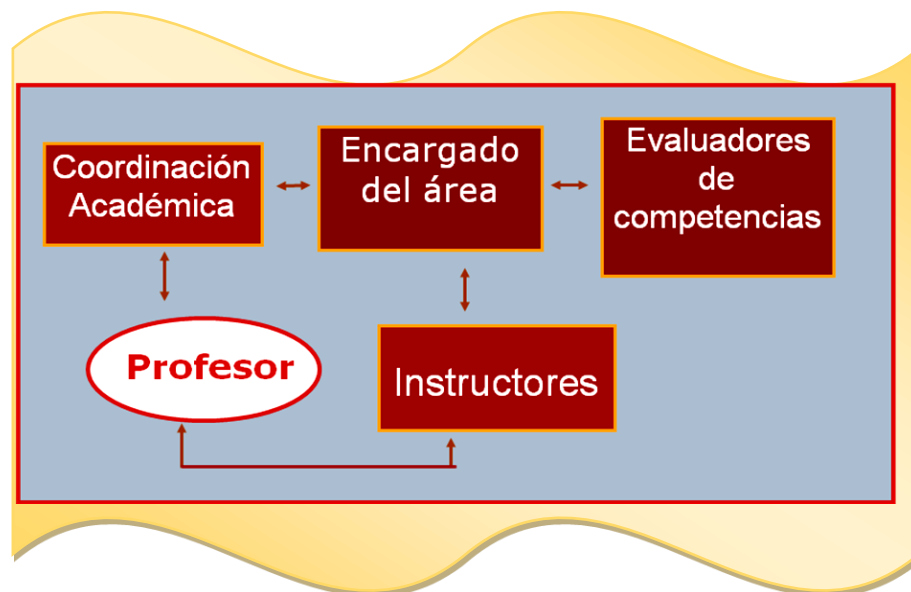 Coordinación
Académica
Encargado
del área
Evaluadores
de
competencias
Profesor
Instructores